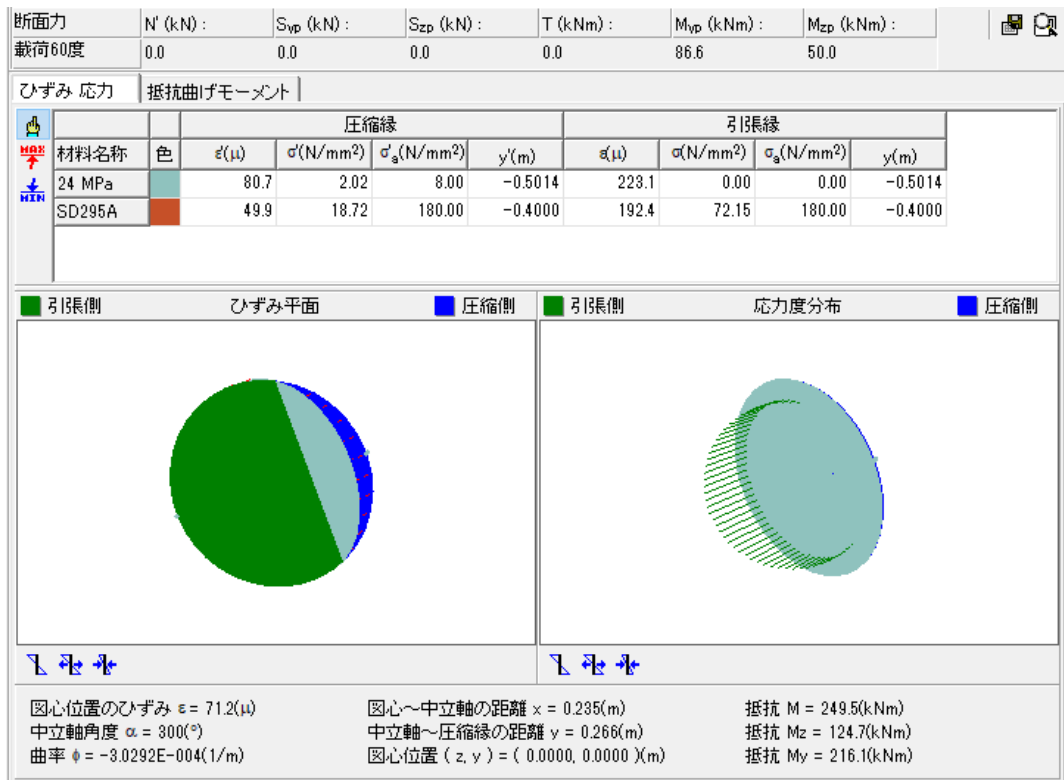 断面力 N' (kN) : Syp (kN) : Szp (kN) : T (kNm) : Myp (kNm) : Mzp (kNm) :
載荷60度 0.0 0.0 0.0 0.0 86.6 50.0
ひずみ 応力 抵抗曲げモーメント
圧縮縁 引張縁
MAX 材料名称 色 ε'(μ) σ'(N/mm²) σ'a(N/mm²) y'(m) ε(μ) σ(N/mm²) σa(N/mm²) y(m)
MIN 24 MPa 80.7 2.02 8.00 -0.5014 223.1 0.00 0.00 -0.5014
SD295A 49.9 18.72 180.00 -0.4000 192.4 72.15 180.00 -0.4000
引張側 ひずみ平面 圧縮側 引張側 応力度分布 圧縮側
図心位置のひずみ ε = 71.2(μ) 図心～中立軸の距離 x = 0.235(m) 抵抗 M = 249.5(kNm)
中立軸角度 α = 300(°) 中立軸～圧縮縁の距離 y = 0.266(m) 抵抗 Mz = 124.7(kNm)
曲率 φ = -3.0292E-004(1/m) 図心位置 ( z, y ) = ( 0.0000, 0.0000 )(m) 抵抗 My = 216.1(kNm)